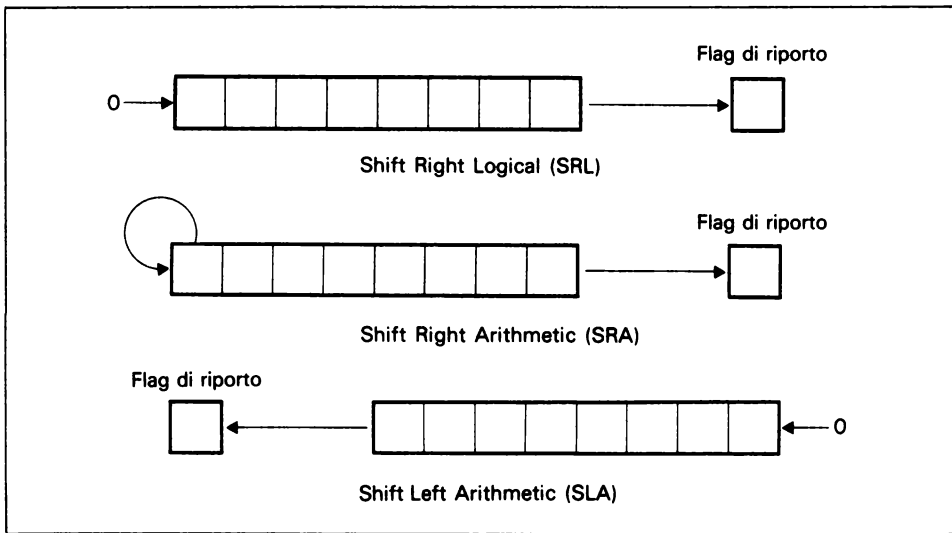 Flag di riporto
0
Shift Right Logical (SRL)
Flag di riporto
Shift Right Arithmetic (SRA)
Flag di riporto
0
Shift Left Arithmetic (SLA)